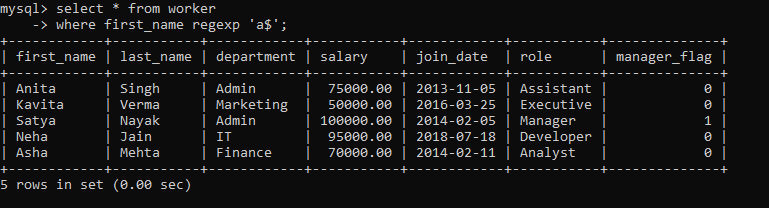 mysql> select * from worker
    -> where first_name regexp 'a$';
+------------+-----------+------------+-----------+------------+-----------+--------------+
| first_name | last_name | department | salary    | join_date  | role      | manager_flag |
+------------+-----------+------------+-----------+------------+-----------+--------------+
| Anita      | Singh     | Admin      |  75000.00 | 2013-11-05 | Assistant |            0 |
| Kavita     | Verma     | Marketing  |  50000.00 | 2016-03-25 | Executive |            0 |
| Satya      | Nayak     | Admin      | 100000.00 | 2014-02-05 | Manager   |            1 |
| Neha       | Jain      | IT         |  95000.00 | 2018-07-18 | Developer |            0 |
| Asha       | Mehta     | Finance    |  70000.00 | 2014-02-11 | Analyst   |            0 |
+------------+-----------+------------+-----------+------------+-----------+--------------+
5 rows in set (0.00 sec)